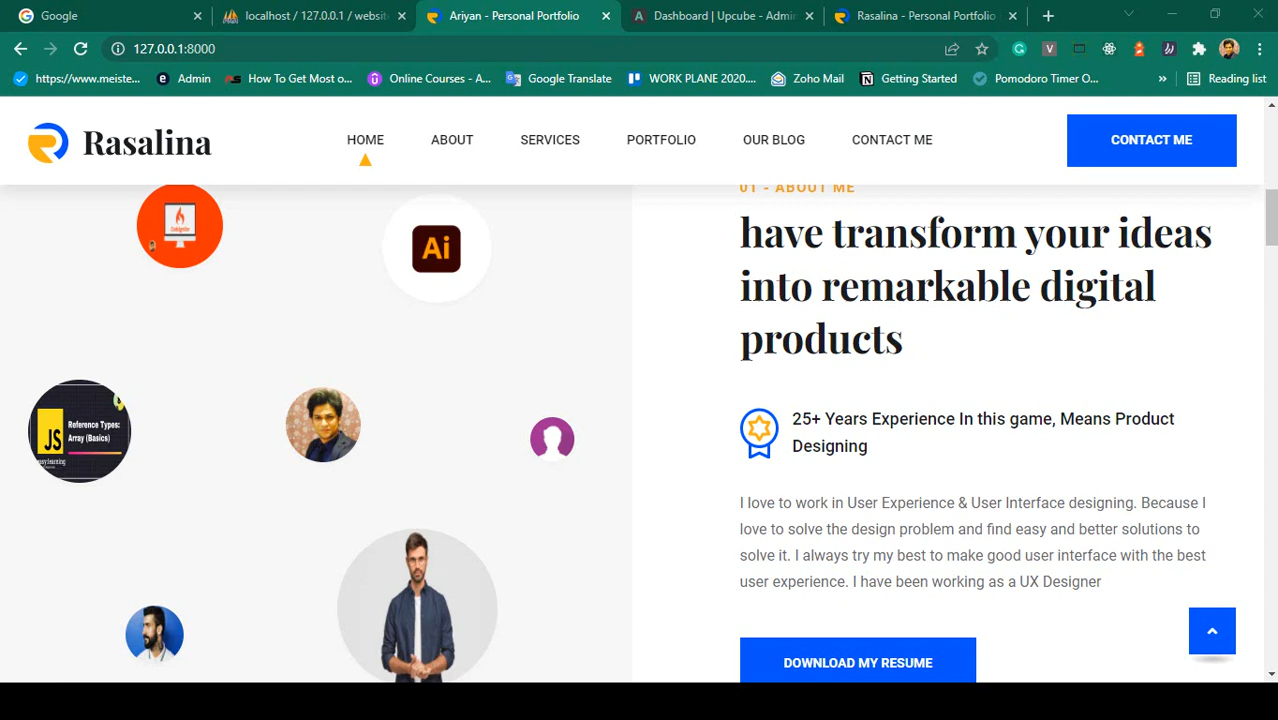 Google
localhost / 127.0.0.1 / websit
Ariyan - Personal Portfolio
Dashboard | Upcube - Admin
Rasalina - Personal Portfolio
127.0.0.1:8000
https://www.meiste...
Admin
How To Get Most o...
Online Courses - A...
Google Translate
WORK PLANE 2020....
Zoho Mail
Getting Started
Pomodoro Timer O...
»
Reading list
Rasalina
HOME
ABOUT
SERVICES
PORTFOLIO
OUR BLOG
CONTACT ME
CONTACT ME
01 - ABOUT ME
have transform your ideas
into remarkable digital
products
25+ Years Experience In this game, Means Product
Designing
I love to work in User Experience & User Interface designing. Because I
love to solve the design problem and find easy and better solutions to
solve it. I always try my best to make good user interface with the best
user experience. I have been working as a UX Designer
DOWNLOAD MY RESUME
CodeIgniter
Ai
JS
Reference Types:
Array (Basics)
easy learning